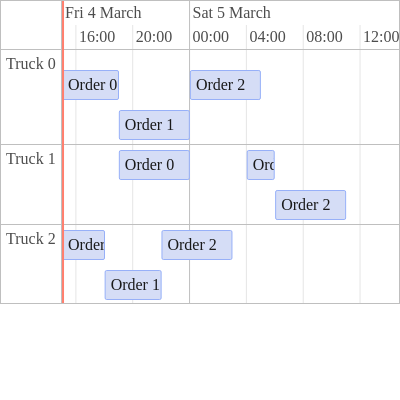 Fri 4 March Sat 5 March
16:00 20:00 00:00 04:00 08:00 12:00
Truck 0
Order 0 Order 2
Order 1
Truck 1
Order 0 Orc
Order 2
Truck 2
Order Order 2
Order 1